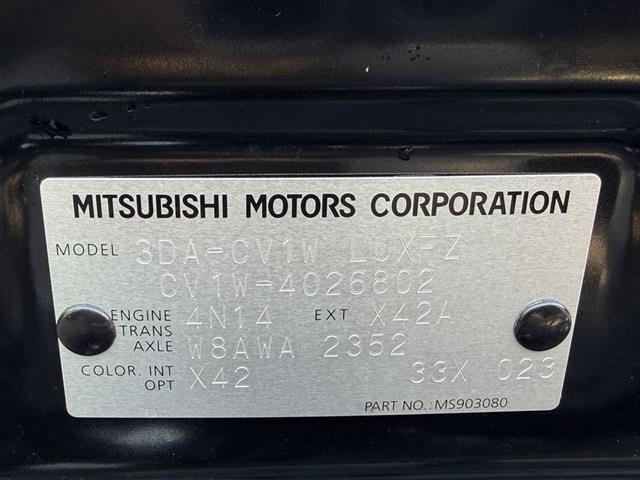 MITSUBISHI MOTORS CORPORATION
MODEL 3DA-CV1W LUX-Z
CV1W-4026802
ENGINE 4N14 EXT X42A
TRANS
AXLE W8AWA 2352
COLOR. INT X42 33X 023
OPT
PART NO.:MS903080